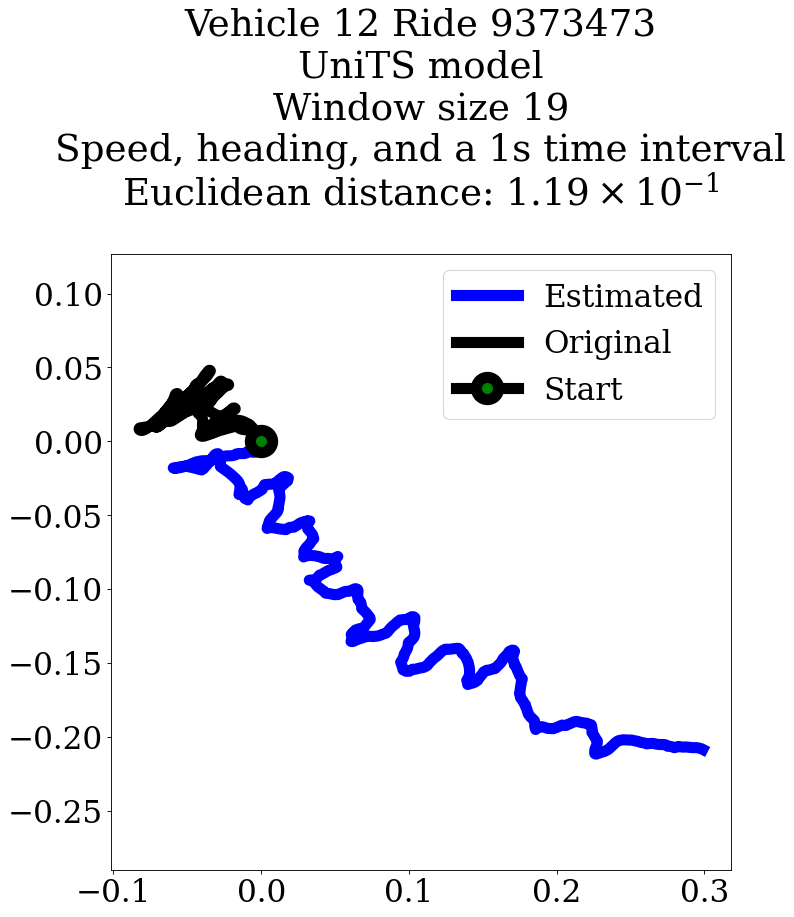 Vehicle 12 Ride 9373473
UniTS model
Window size 19
Speed, heading, and a 1s time interval
Euclidean distance: 1.19 × 10⁻¹
Estimated
Original
Start
0.10
0.05
0.00
−0.05
−0.10
−0.15
−0.20
−0.25
−0.1 0.0 0.1 0.2 0.3